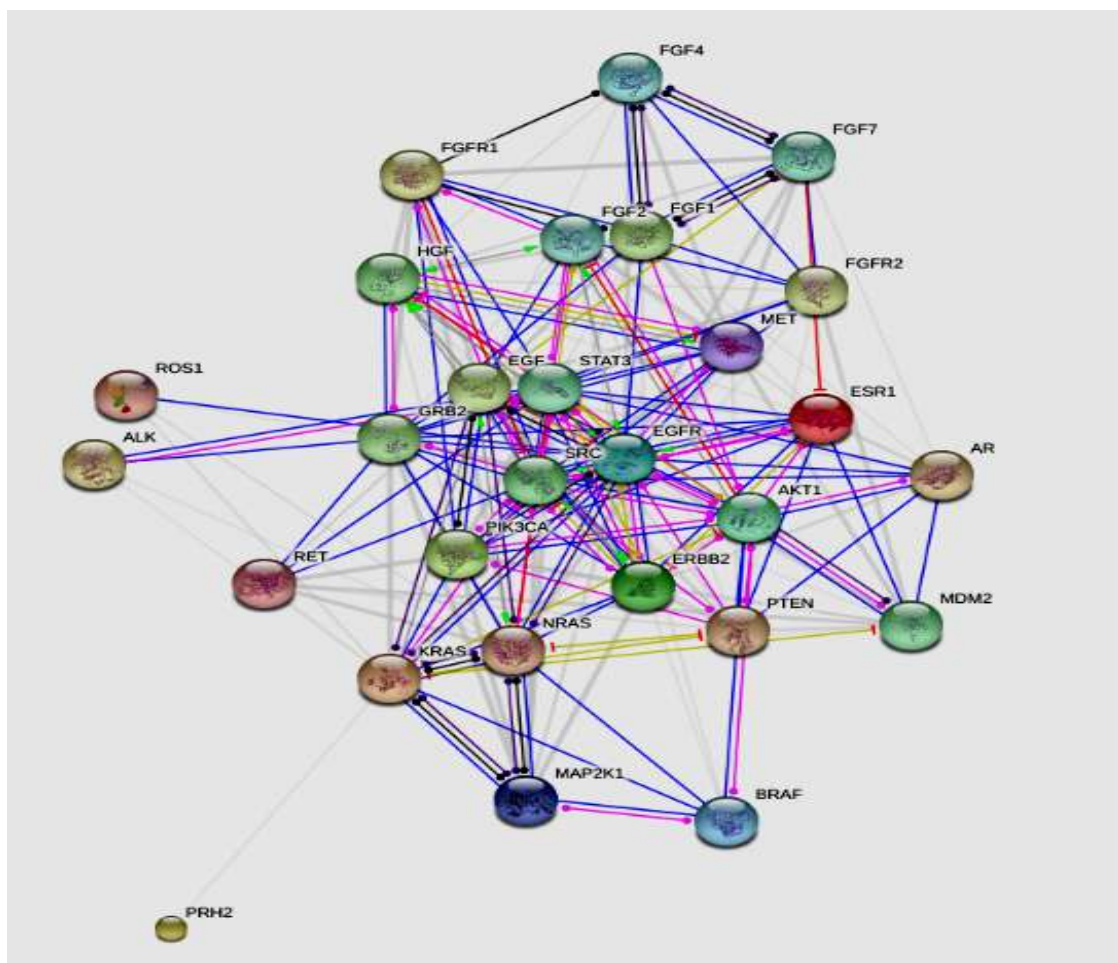 FGF4
FGF7
FGFR1
FGF2
FGF1
HGF
FGFR2
MET
EGF
STAT3
ROS1
ESR1
GRB2
ALK
EGFR
SRC
AR
AKT1
PIK3CA
RET
ERBB2
MDM2
PTEN
NRAS
KRAS
MAP2K1
BRAF
PRH2